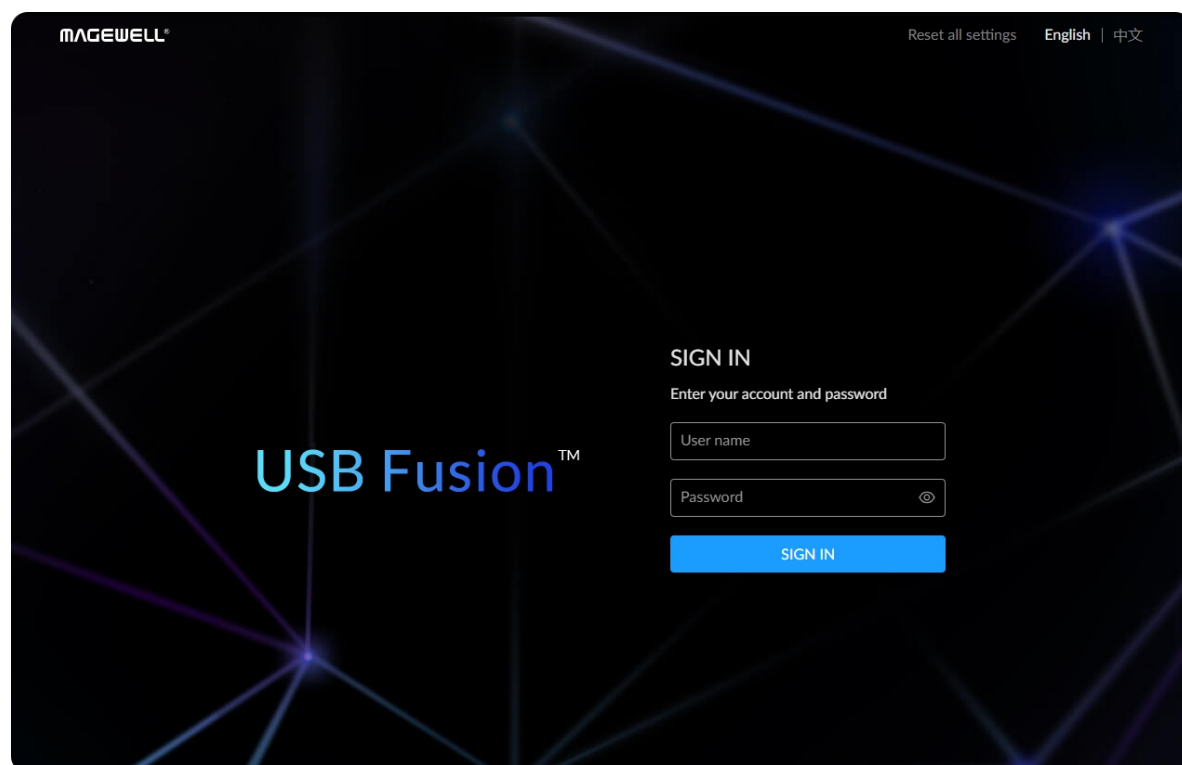 MAGEWELL®
Reset all settings English | 中文
SIGN IN
Enter your account and password
User name
USB Fusion™
Password
SIGN IN